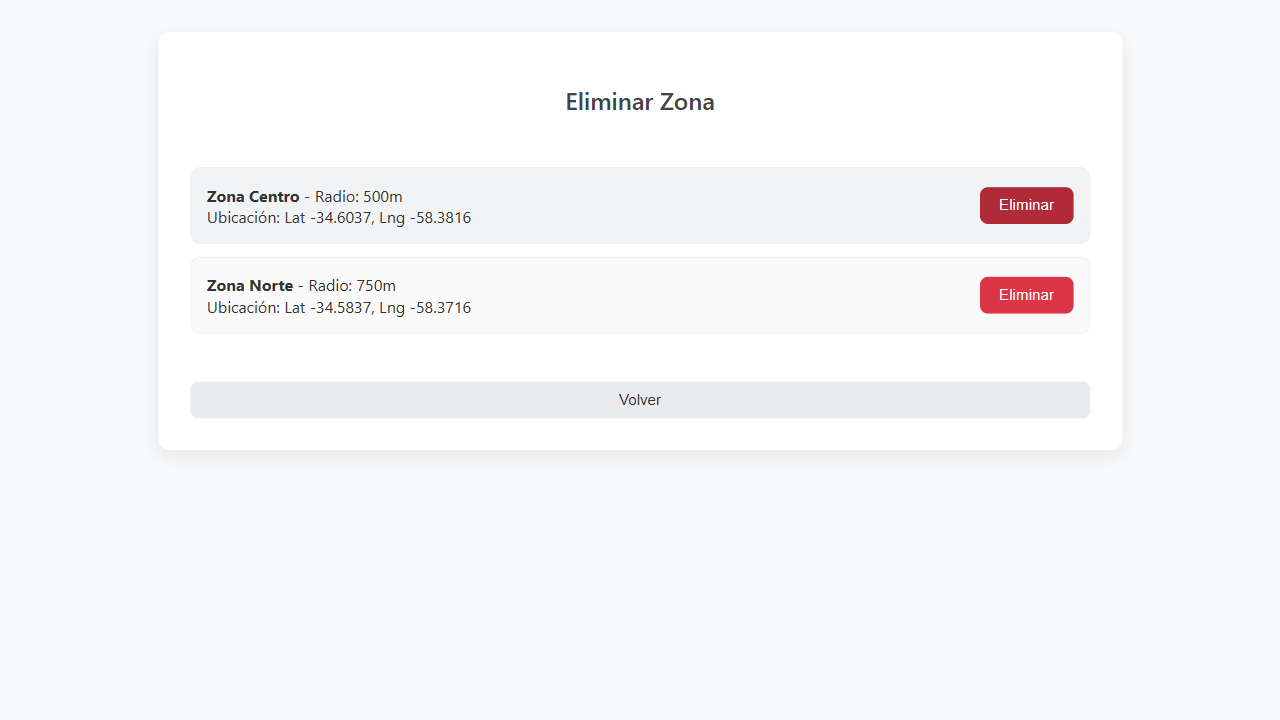 Eliminar Zona
Zona Centro - Radio: 500m
Ubicación: Lat -34.6037, Lng -58.3816
Eliminar
Zona Norte - Radio: 750m
Ubicación: Lat -34.5837, Lng -58.3716
Eliminar
Volver